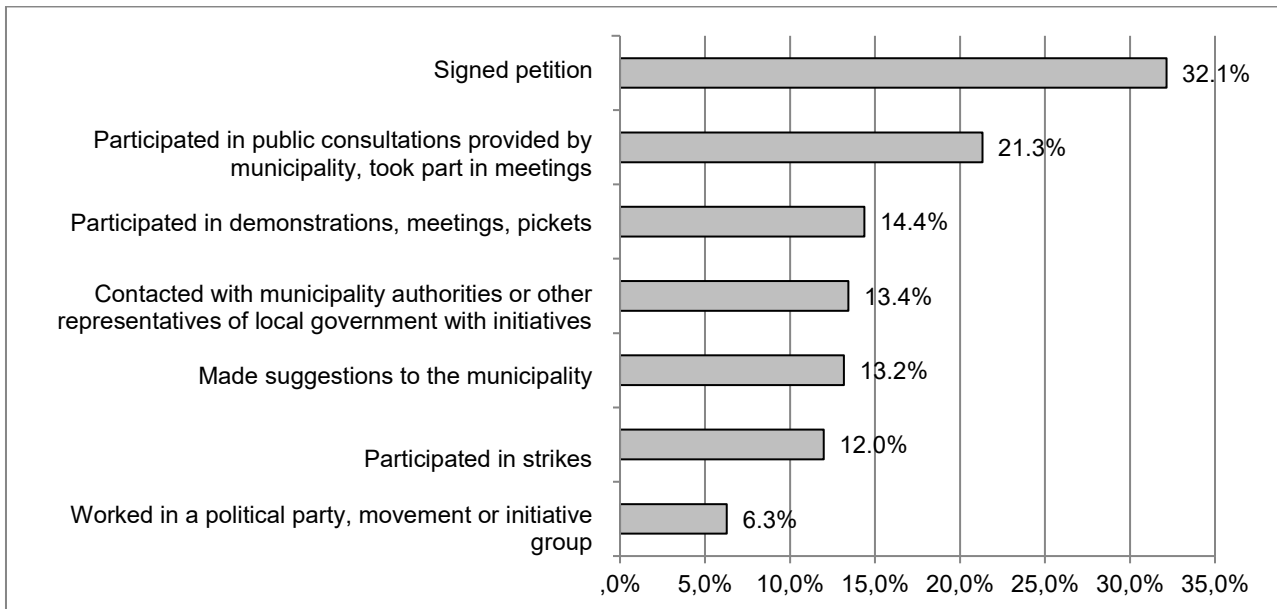 Signed petition
32.1%
Participated in public consultations provided by
municipality, took part in meetings
21.3%
Participated in demonstrations, meetings, pickets
14.4%
Contacted with municipality authorities or other
representatives of local government with initiatives
13.4%
Made suggestions to the municipality
13.2%
Participated in strikes
12.0%
Worked in a political party, movement or initiative
group
6.3%
,0% 5,0% 10,0% 15,0% 20,0% 25,0% 30,0% 35,0%